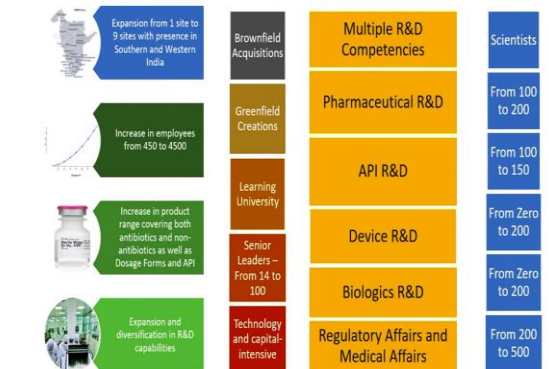 Expansion from 1 site to
9 sites with presence in
Southern and Western
India
Increase in employees
from 450 to 4500
Increase in product
range covering both
antibiotics and non-
antibiotics as well as
Dosage Forms and API
Expansion and
diversification in R&D
capabilities
Brownfield
Acquisitions
Greenfield
Creations
Learning
University
Senior
Leaders –
From 14 to
100
Technology
and capital-
intensive
Multiple R&D
Competencies
Pharmaceutical R&D
API R&D
Device R&D
Biologics R&D
Regulatory Affairs and
Medical Affairs
Scientists
From 100
to 200
From 100
to 150
From Zero
to 200
From Zero
to 200
From 200
to 500